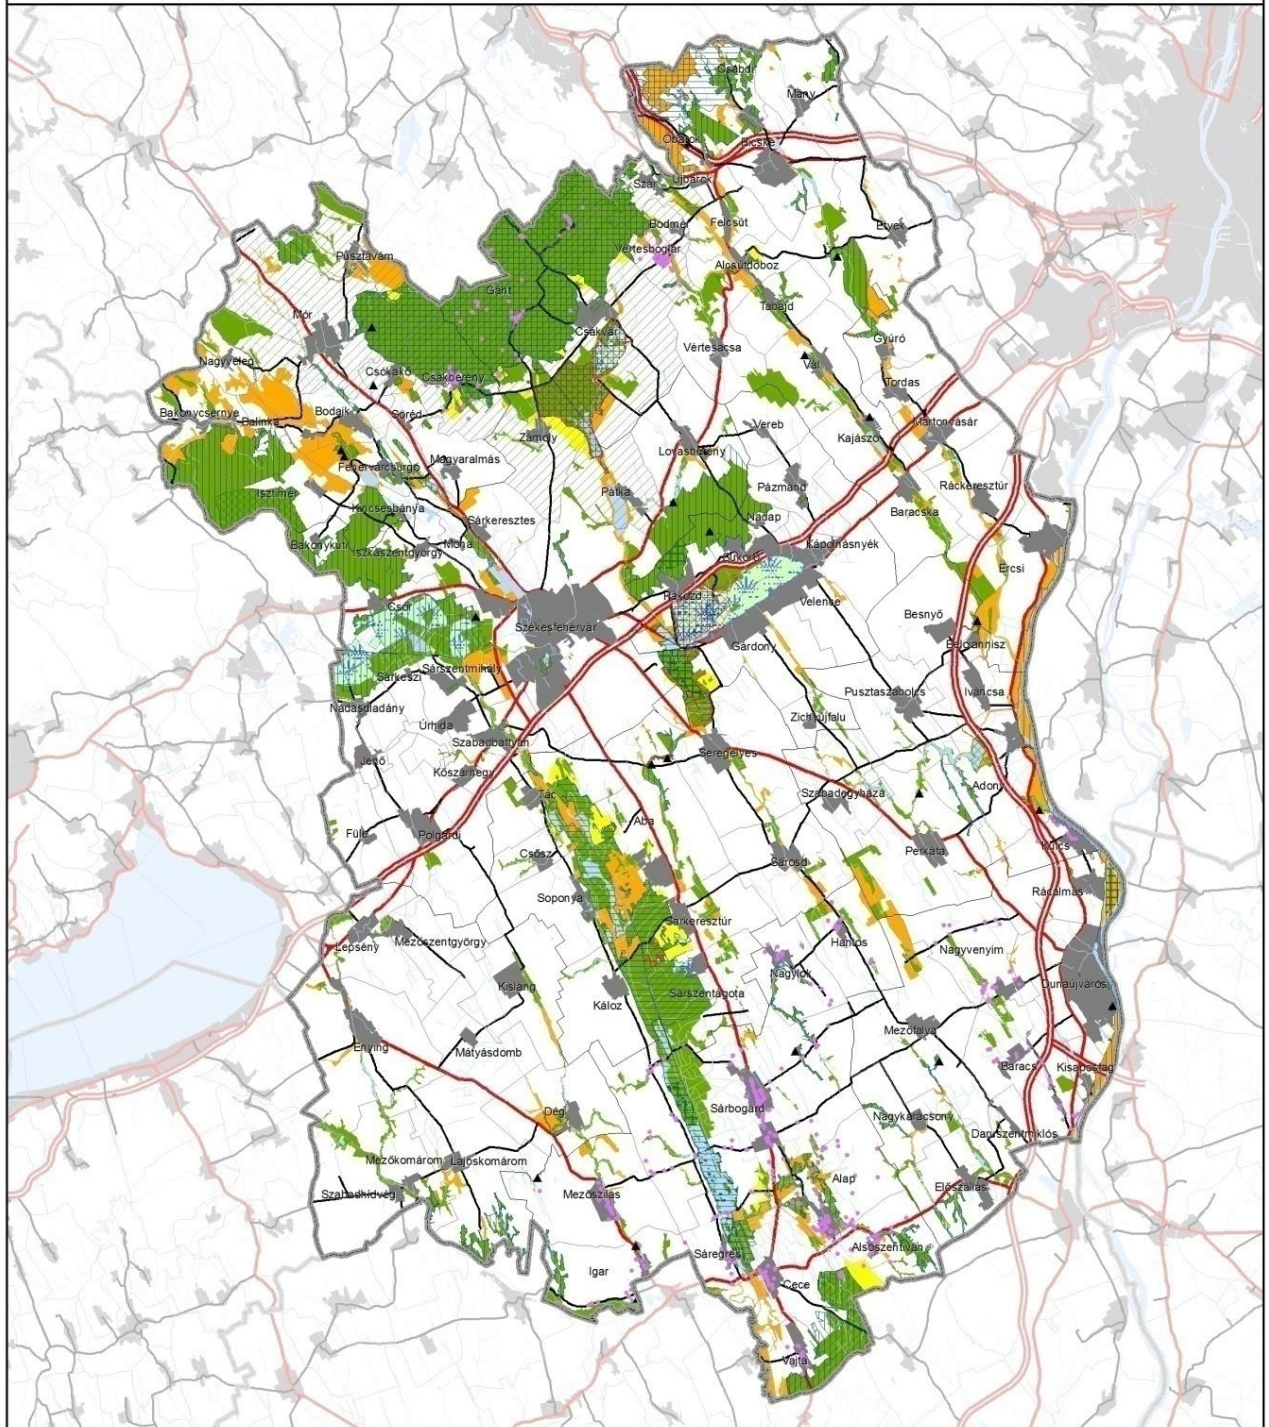 Csabdi
Mány
Óbarok
Bicske
Újbarok
Szár
Bodmér
Felcsút
Etyek
Vértesboglár
Pusztavám
Alcsútdoboz
Gánt
Tabajd
Mór
Csákvár
Gyúró
Vértesacsa
Nagyveleg
Vál
Csókakő
Csákberény
Tordas
Bakonycsernye
Balinka
Bodajk
Söréd
Vereb
Martonvásár
Zámoly
Kajászó
Lovasberény
Magyaralmás
Fehérvárcsurgó
Pázmánd
Ráckeresztúr
Isztimér
Pátka
Kincsesbánya
Baracska
Nadap
Sárkeresztes
Bakonykúti
Moha
Iszkaszentgyörgy
Kápolnásnyék
Sukoró
Ercsi
Pákozd
Velence
Csór
Besnyő
Székesfehérvár
Gárdony
Beloiannisz
Sárszentmihály
Sárkeszi
Iváncsa
Pusztaszabolcs
Nádasdladány
Zichyújfalu
Úrhida
Szabadbattyán
Seregélyes
Jenő
Kőszárhegy
Adony
Tác
Szabadegyháza
Aba
Füle
Polgárdi
Kulcs
Perkáta
Csősz
Sárosd
Rácalmás
Soponya
Sárkeresztúr
Lepsény
Mezőszentgyörgy
Hantos
Nagyvenyim
Nagylók
Dunaújváros
Kisláng
Sárszentágota
Káloz
Mezőfalva
Enying
Mátyásdomb
Baracs
Kisapostag
Sárbogárd
Dég
Nagykarácsony
Daruszentmiklós
Mezőkomárom
Lajoskomárom
Alap
Előszállás
Szabadhídvég
Mezőszilas
Alsószentiván
Sáregres
Igar
Cece
Vajta